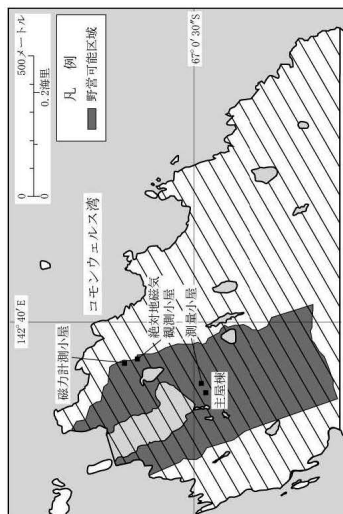 0
500メートル
0
0.2海里
凡　例
野営可能区域
142° 40′ E
67° 0′ 30″S
コモンウェルス湾
磁力計測小屋
絶対地磁気
観測小屋
測量小屋
主屋棟